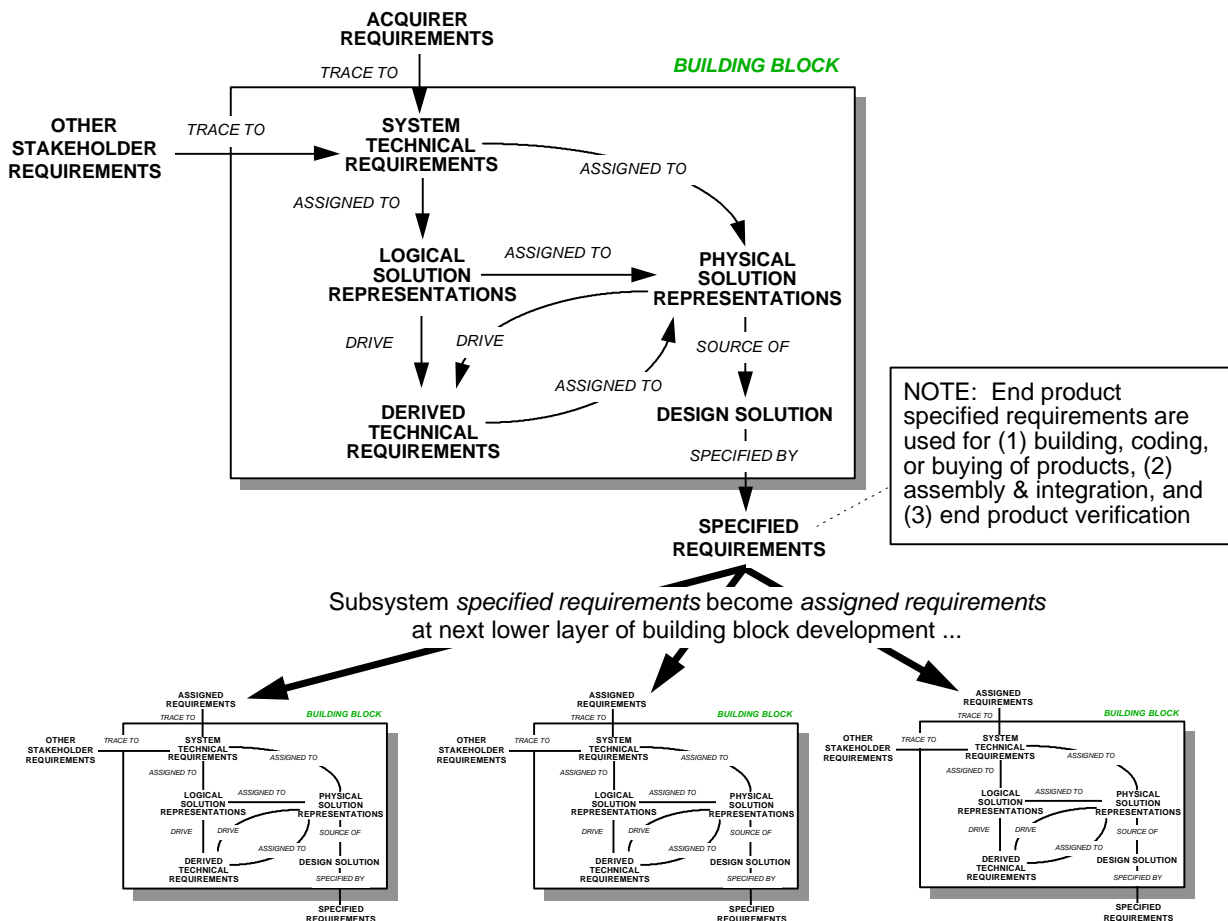 ACQUIRER
REQUIREMENTS
TRACE TO
BUILDING BLOCK
OTHER
STAKEHOLDER
REQUIREMENTS
TRACE TO
SYSTEM
TECHNICAL
REQUIREMENTS
ASSIGNED TO
ASSIGNED TO
LOGICAL
SOLUTION
REPRESENTATIONS
ASSIGNED TO
PHYSICAL
SOLUTION
REPRESENTATIONS
DRIVE
DRIVE
SOURCE OF
ASSIGNED TO
DERIVED
TECHNICAL
REQUIREMENTS
DESIGN SOLUTION
SPECIFIED BY
NOTE: End product
specified requirements are
used for (1) building, coding,
or buying of products, (2)
assembly & integration, and
(3) end product verification
SPECIFIED
REQUIREMENTS
Subsystem specified requirements become assigned requirements
at next lower layer of building block development ...
ASSIGNED
REQUIREMENTS
TRACE TO
BUILDING BLOCK
OTHER
STAKEHOLDER
REQUIREMENTS
TRACE TO
SYSTEM
TECHNICAL
REQUIREMENTS
ASSIGNED TO
ASSIGNED TO
LOGICAL
SOLUTION
REPRESENTATIONS
ASSIGNED TO
PHYSICAL
SOLUTION
REPRESENTATIONS
DRIVE
DRIVE
SOURCE OF
ASSIGNED TO
DERIVED
TECHNICAL
REQUIREMENTS
DESIGN SOLUTION
SPECIFIED BY
SPECIFIED
REQUIREMENTS
ASSIGNED
REQUIREMENTS
TRACE TO
BUILDING BLOCK
OTHER
STAKEHOLDER
REQUIREMENTS
TRACE TO
SYSTEM
TECHNICAL
REQUIREMENTS
ASSIGNED TO
ASSIGNED TO
LOGICAL
SOLUTION
REPRESENTATIONS
ASSIGNED TO
PHYSICAL
SOLUTION
REPRESENTATIONS
DRIVE
DRIVE
SOURCE OF
ASSIGNED TO
DERIVED
TECHNICAL
REQUIREMENTS
DESIGN SOLUTION
SPECIFIED BY
SPECIFIED
REQUIREMENTS
ASSIGNED
REQUIREMENTS
TRACE TO
BUILDING BLOCK
OTHER
STAKEHOLDER
REQUIREMENTS
TRACE TO
SYSTEM
TECHNICAL
REQUIREMENTS
ASSIGNED TO
ASSIGNED TO
LOGICAL
SOLUTION
REPRESENTATIONS
ASSIGNED TO
PHYSICAL
SOLUTION
REPRESENTATIONS
DRIVE
DRIVE
SOURCE OF
ASSIGNED TO
DERIVED
TECHNICAL
REQUIREMENTS
DESIGN SOLUTION
SPECIFIED BY
SPECIFIED
REQUIREMENTS